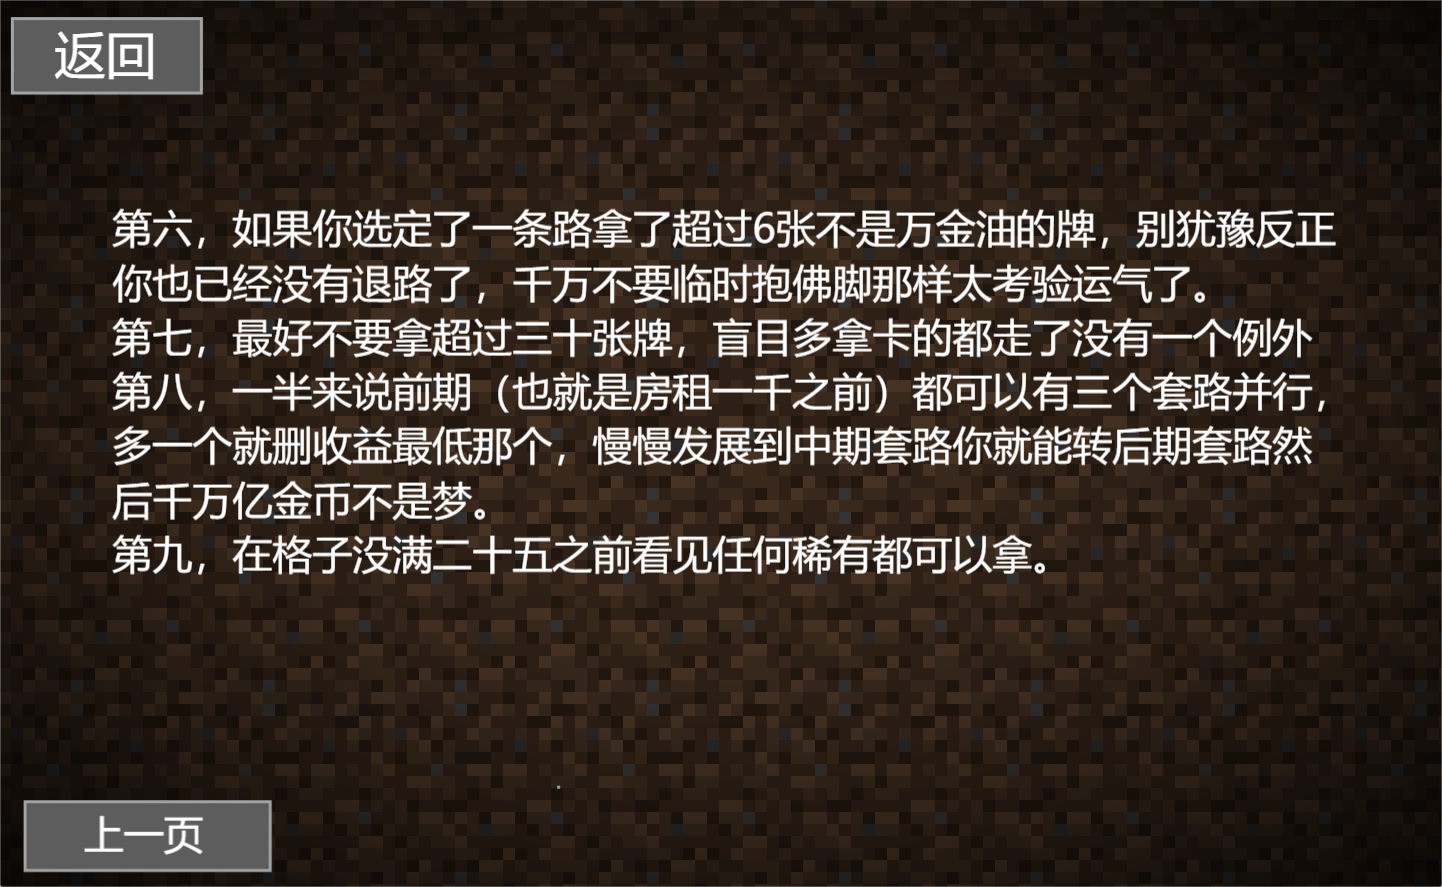 返回
第六，如果你选定了一条路拿了超过6张不是万金油的牌，别犹豫反正
你也已经没有退路了，千万不要临时抱佛脚那样太考验运气了。
第七，最好不要拿超过三十张牌，盲目多拿卡的都走了没有一个例外
第八，一半来说前期（也就是房租一千之前）都可以有三个套路并行，
多一个就删收益最低那个，慢慢发展到中期套路你就能转后期套路然
后千万亿金币不是梦。
第九，在格子没满二十五之前看见任何稀有都可以拿。
上一页